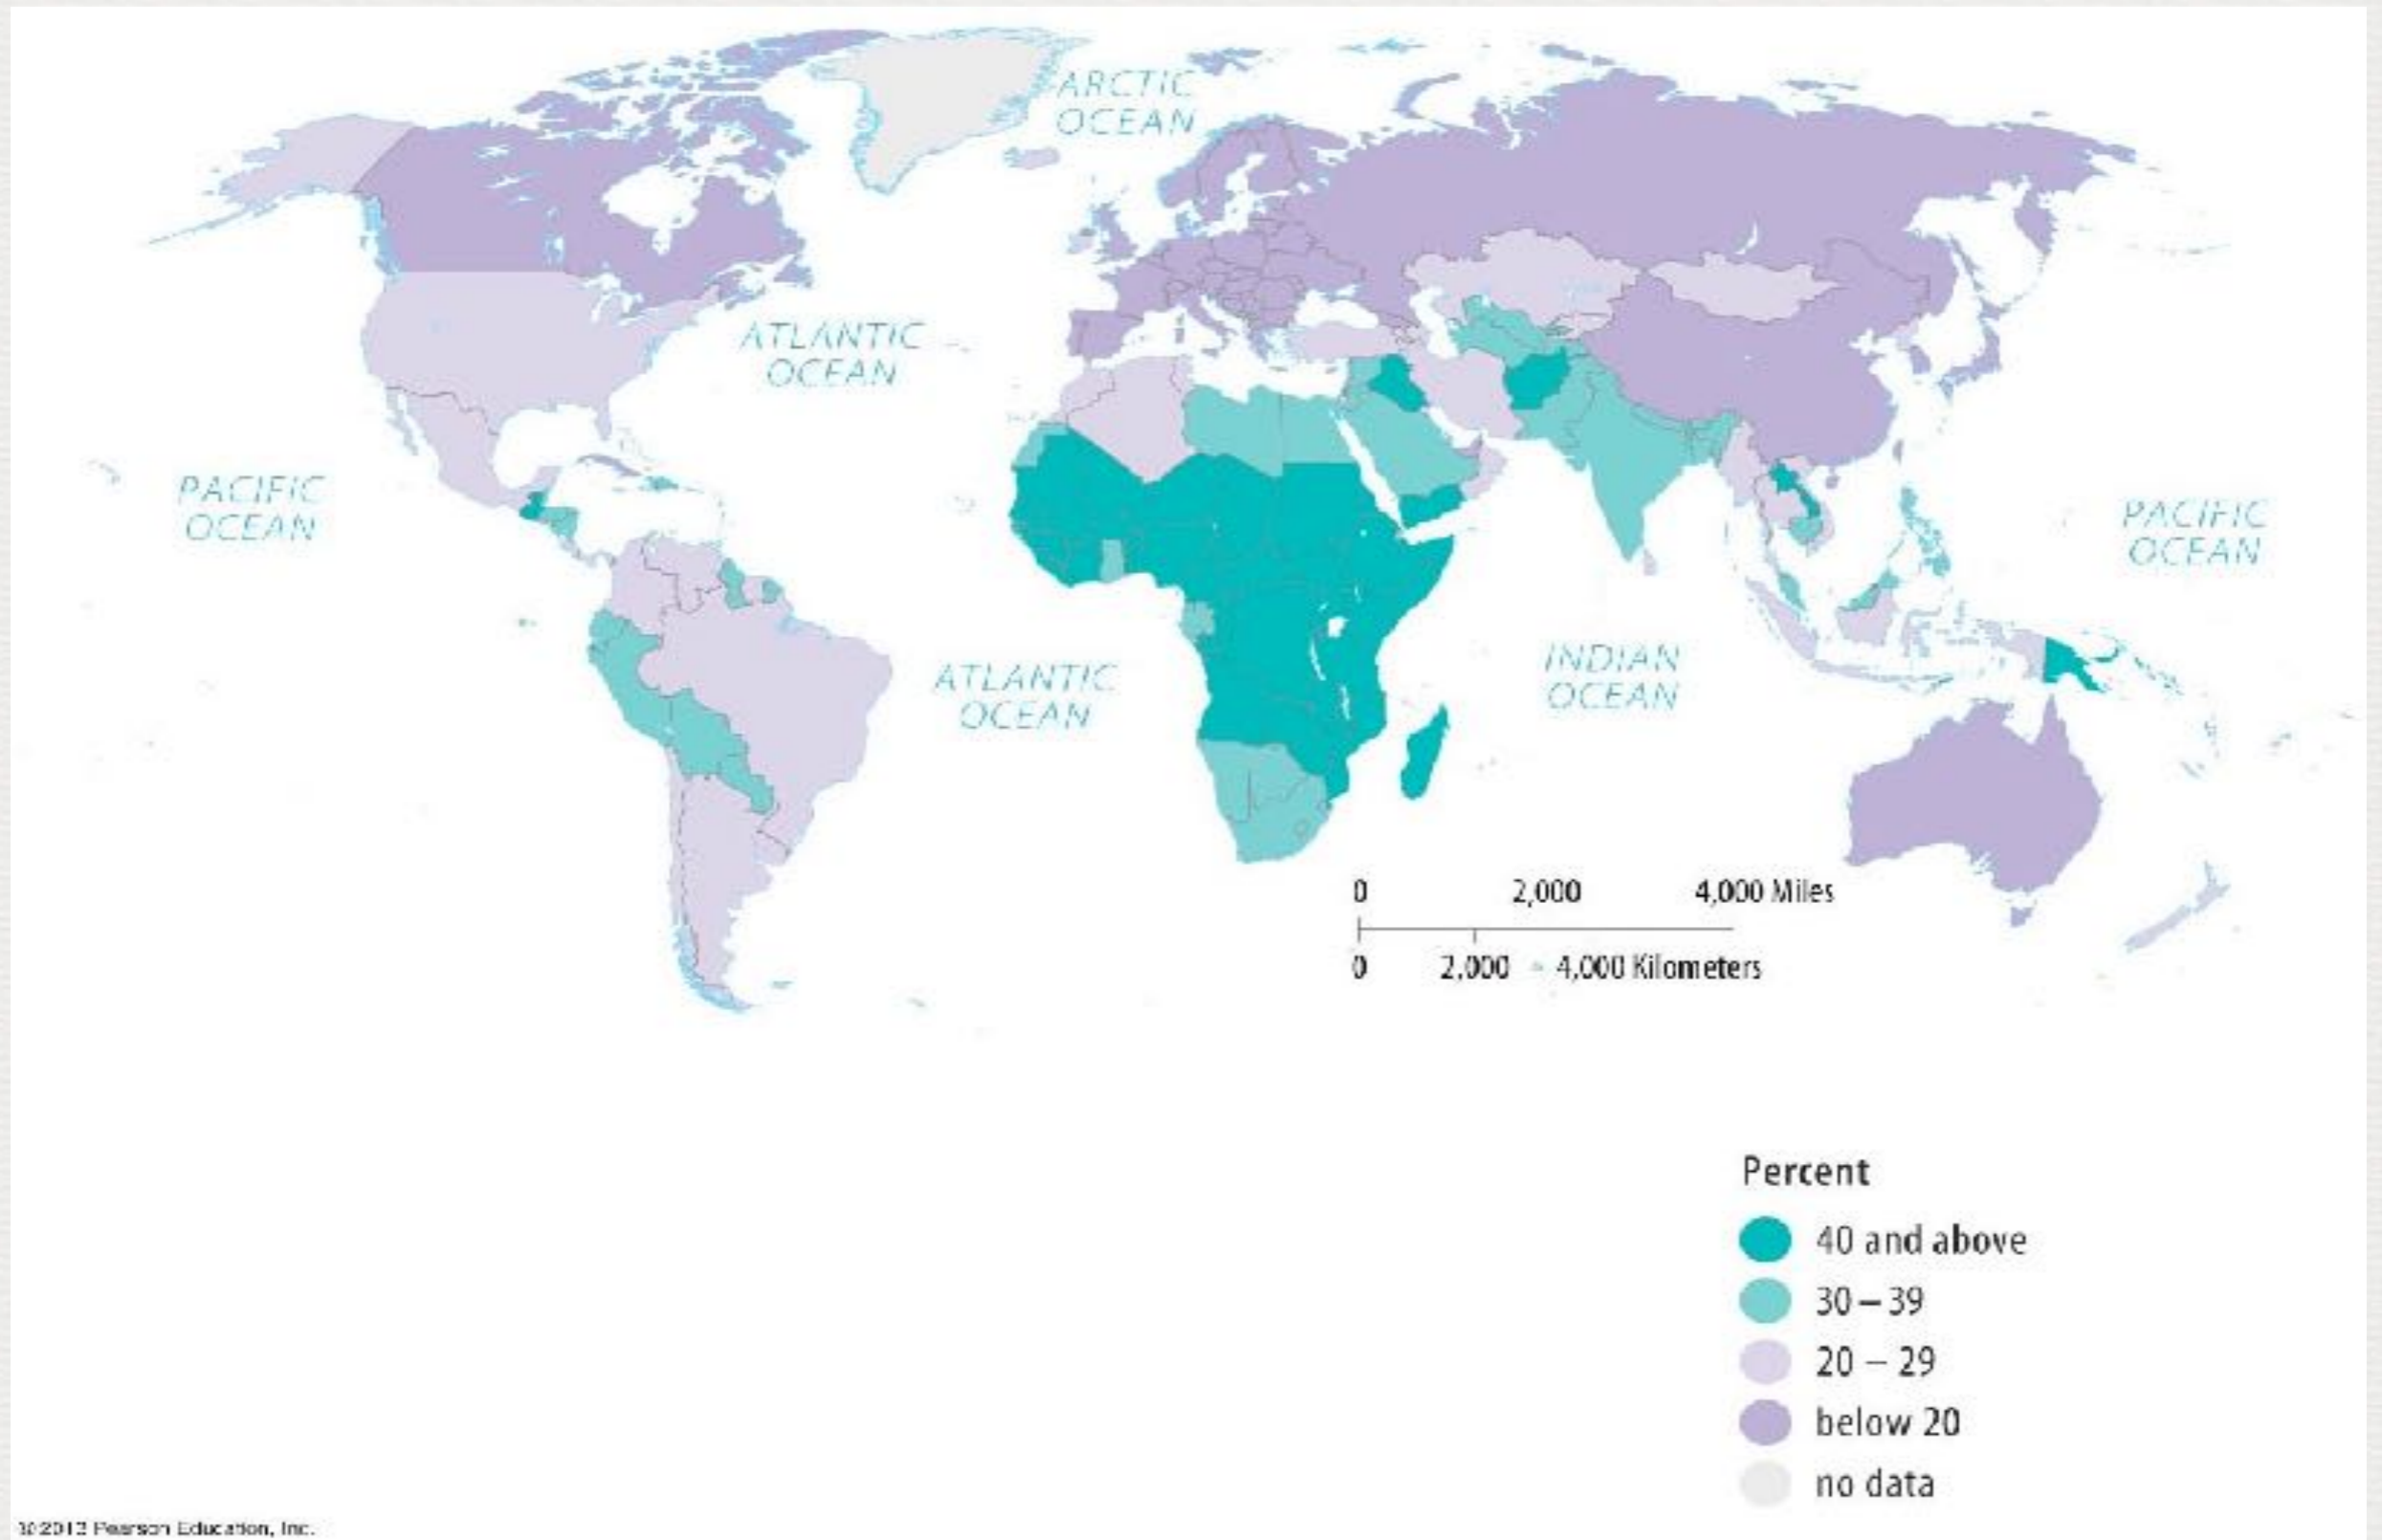 ARCTIC
OCEAN
ATLANTIC
OCEAN
PACIFIC
OCEAN
PACIFIC
OCEAN
ATLANTIC
OCEAN
INDIAN
OCEAN
0 2,000 4,000 Miles
0 2,000 4,000 Kilometers
Percent
40 and above
30 – 39
20 – 29
below 20
no data
Pearson Education, Inc.